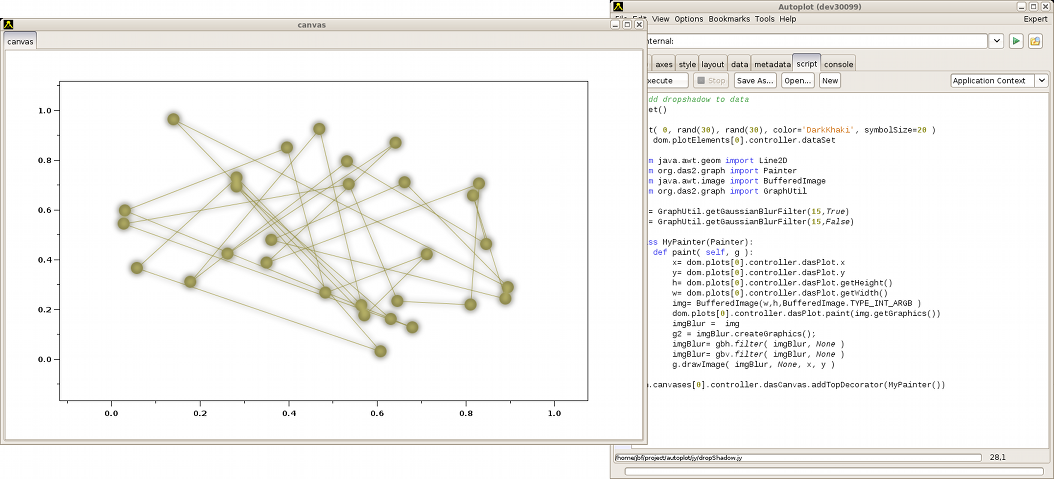 canvas
canvas
1.0
0.8
0.6
0.4
0.2
0.0
0.0
0.2
0.4
0.6
0.8
1.0
Autoplot (dev30099)
View Options Bookmarks Tools Help
Expert
nternal:
axes style layout data metadata script console
xecute Stop Save As... Open... New Application Context
dd dropshadow to data
et()
t( 0, rand(30), rand(30), color='DarkKhaki', symbolSize=20 )
dom.plotElements[0].controller.dataSet
m java.awt.geom import Line2D
m org.das2.graph import Painter
m java.awt.image import BufferedImage
m org.das2.graph import GraphUtil
= GraphUtil.getGaussianBlurFilter(15,True)
= GraphUtil.getGaussianBlurFilter(15,False)
ss MyPainter(Painter):
def paint( self, g ):
x= dom.plots[0].controller.dasPlot.x
y= dom.plots[0].controller.dasPlot.y
h= dom.plots[0].controller.dasPlot.getHeight()
w= dom.plots[0].controller.dasPlot.getWidth()
img= BufferedImage(w,h,BufferedImage.TYPE_INT_ARGB )
dom.plots[0].controller.dasPlot.paint(img.getGraphics())
imgBlur = img
g2 = imgBlur.createGraphics();
imgBlur= gbh.filter( imgBlur, None )
imgBlur= gbv.filter( imgBlur, None )
g.drawImage( imgBlur, None, x, y )
.canvases[0].controller.dasCanvas.addTopDecorator(MyPainter())
/home/jbf/project/autoplot/jy/dropShadow.jy
28,1